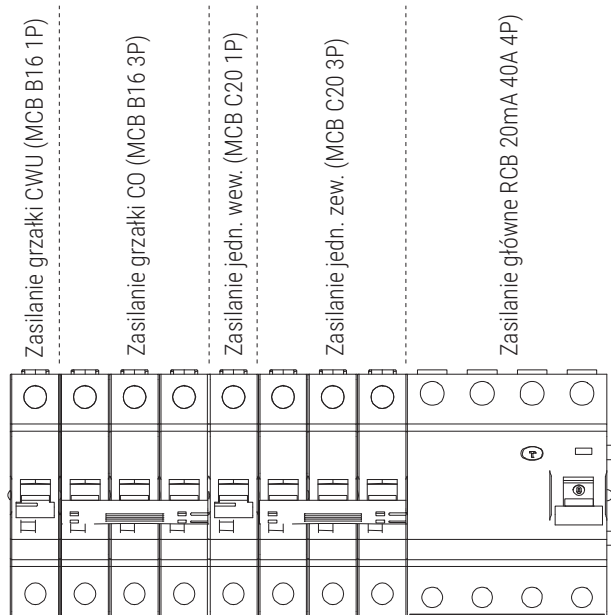 Zasilanie grzałki CWU (MCB B16 1P)
Zasilanie grzałki CO (MCB B16 3P)
Zasilanie jedn. wew. (MCB C20 1P)
Zasilanie jedn. zew. (MCB C20 3P)
Zasilanie główne RCB 20mA 40A 4P)
T